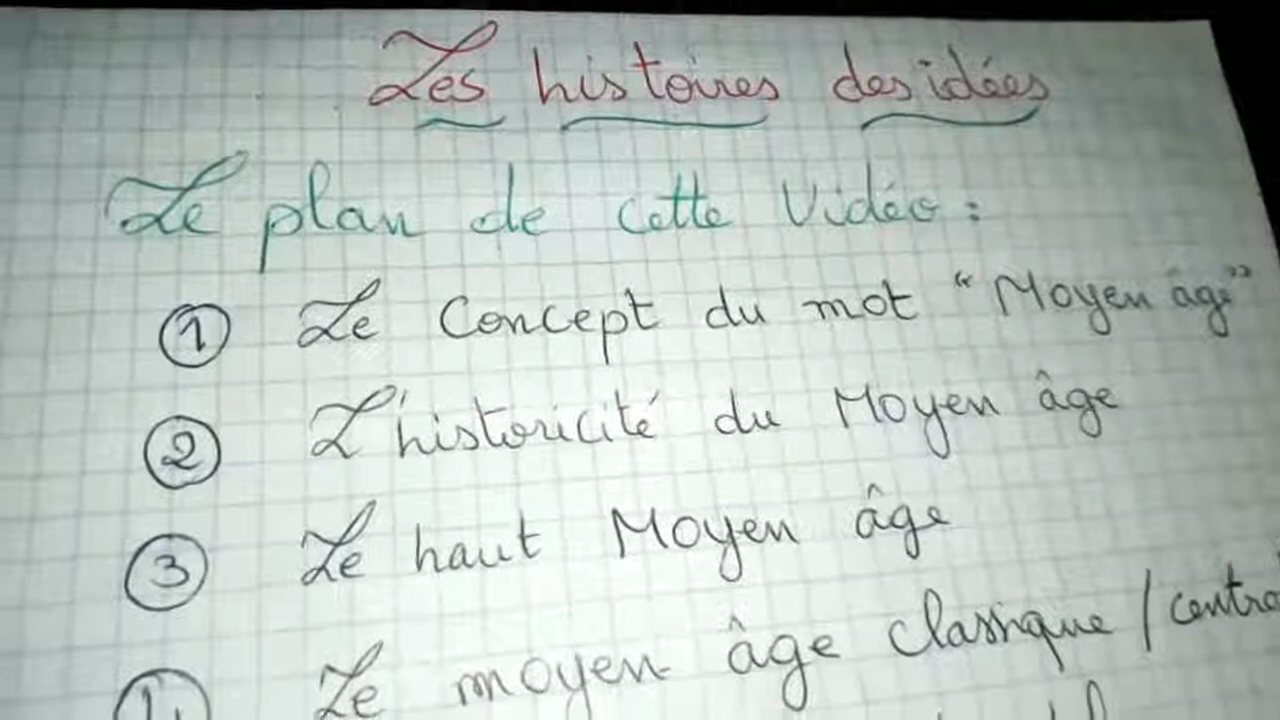 Les histoires des idées
Le plan de cette Vidéo :
① Le Concept du mot “Moyen âge”
② L'historicité du Moyen âge
③ Le haut Moyen âge
Le moyen âge classique /